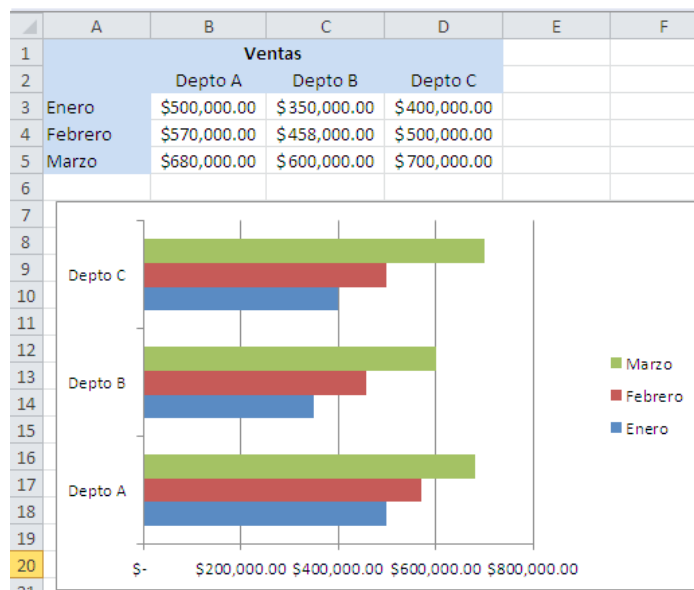 A B C D E F
1 Ventas
2 Depto A Depto B Depto C
3 Enero $500,000.00 $350,000.00 $400,000.00
4 Febrero $570,000.00 $458,000.00 $500,000.00
5 Marzo $680,000.00 $600,000.00 $700,000.00
6
7
8
9 Depto C
10
11
12
13 Depto B
14
15
16
17 Depto A
18
19
20
21
Marzo
Febrero
Enero
$- $200,000.00 $400,000.00 $600,000.00 $800,000.00